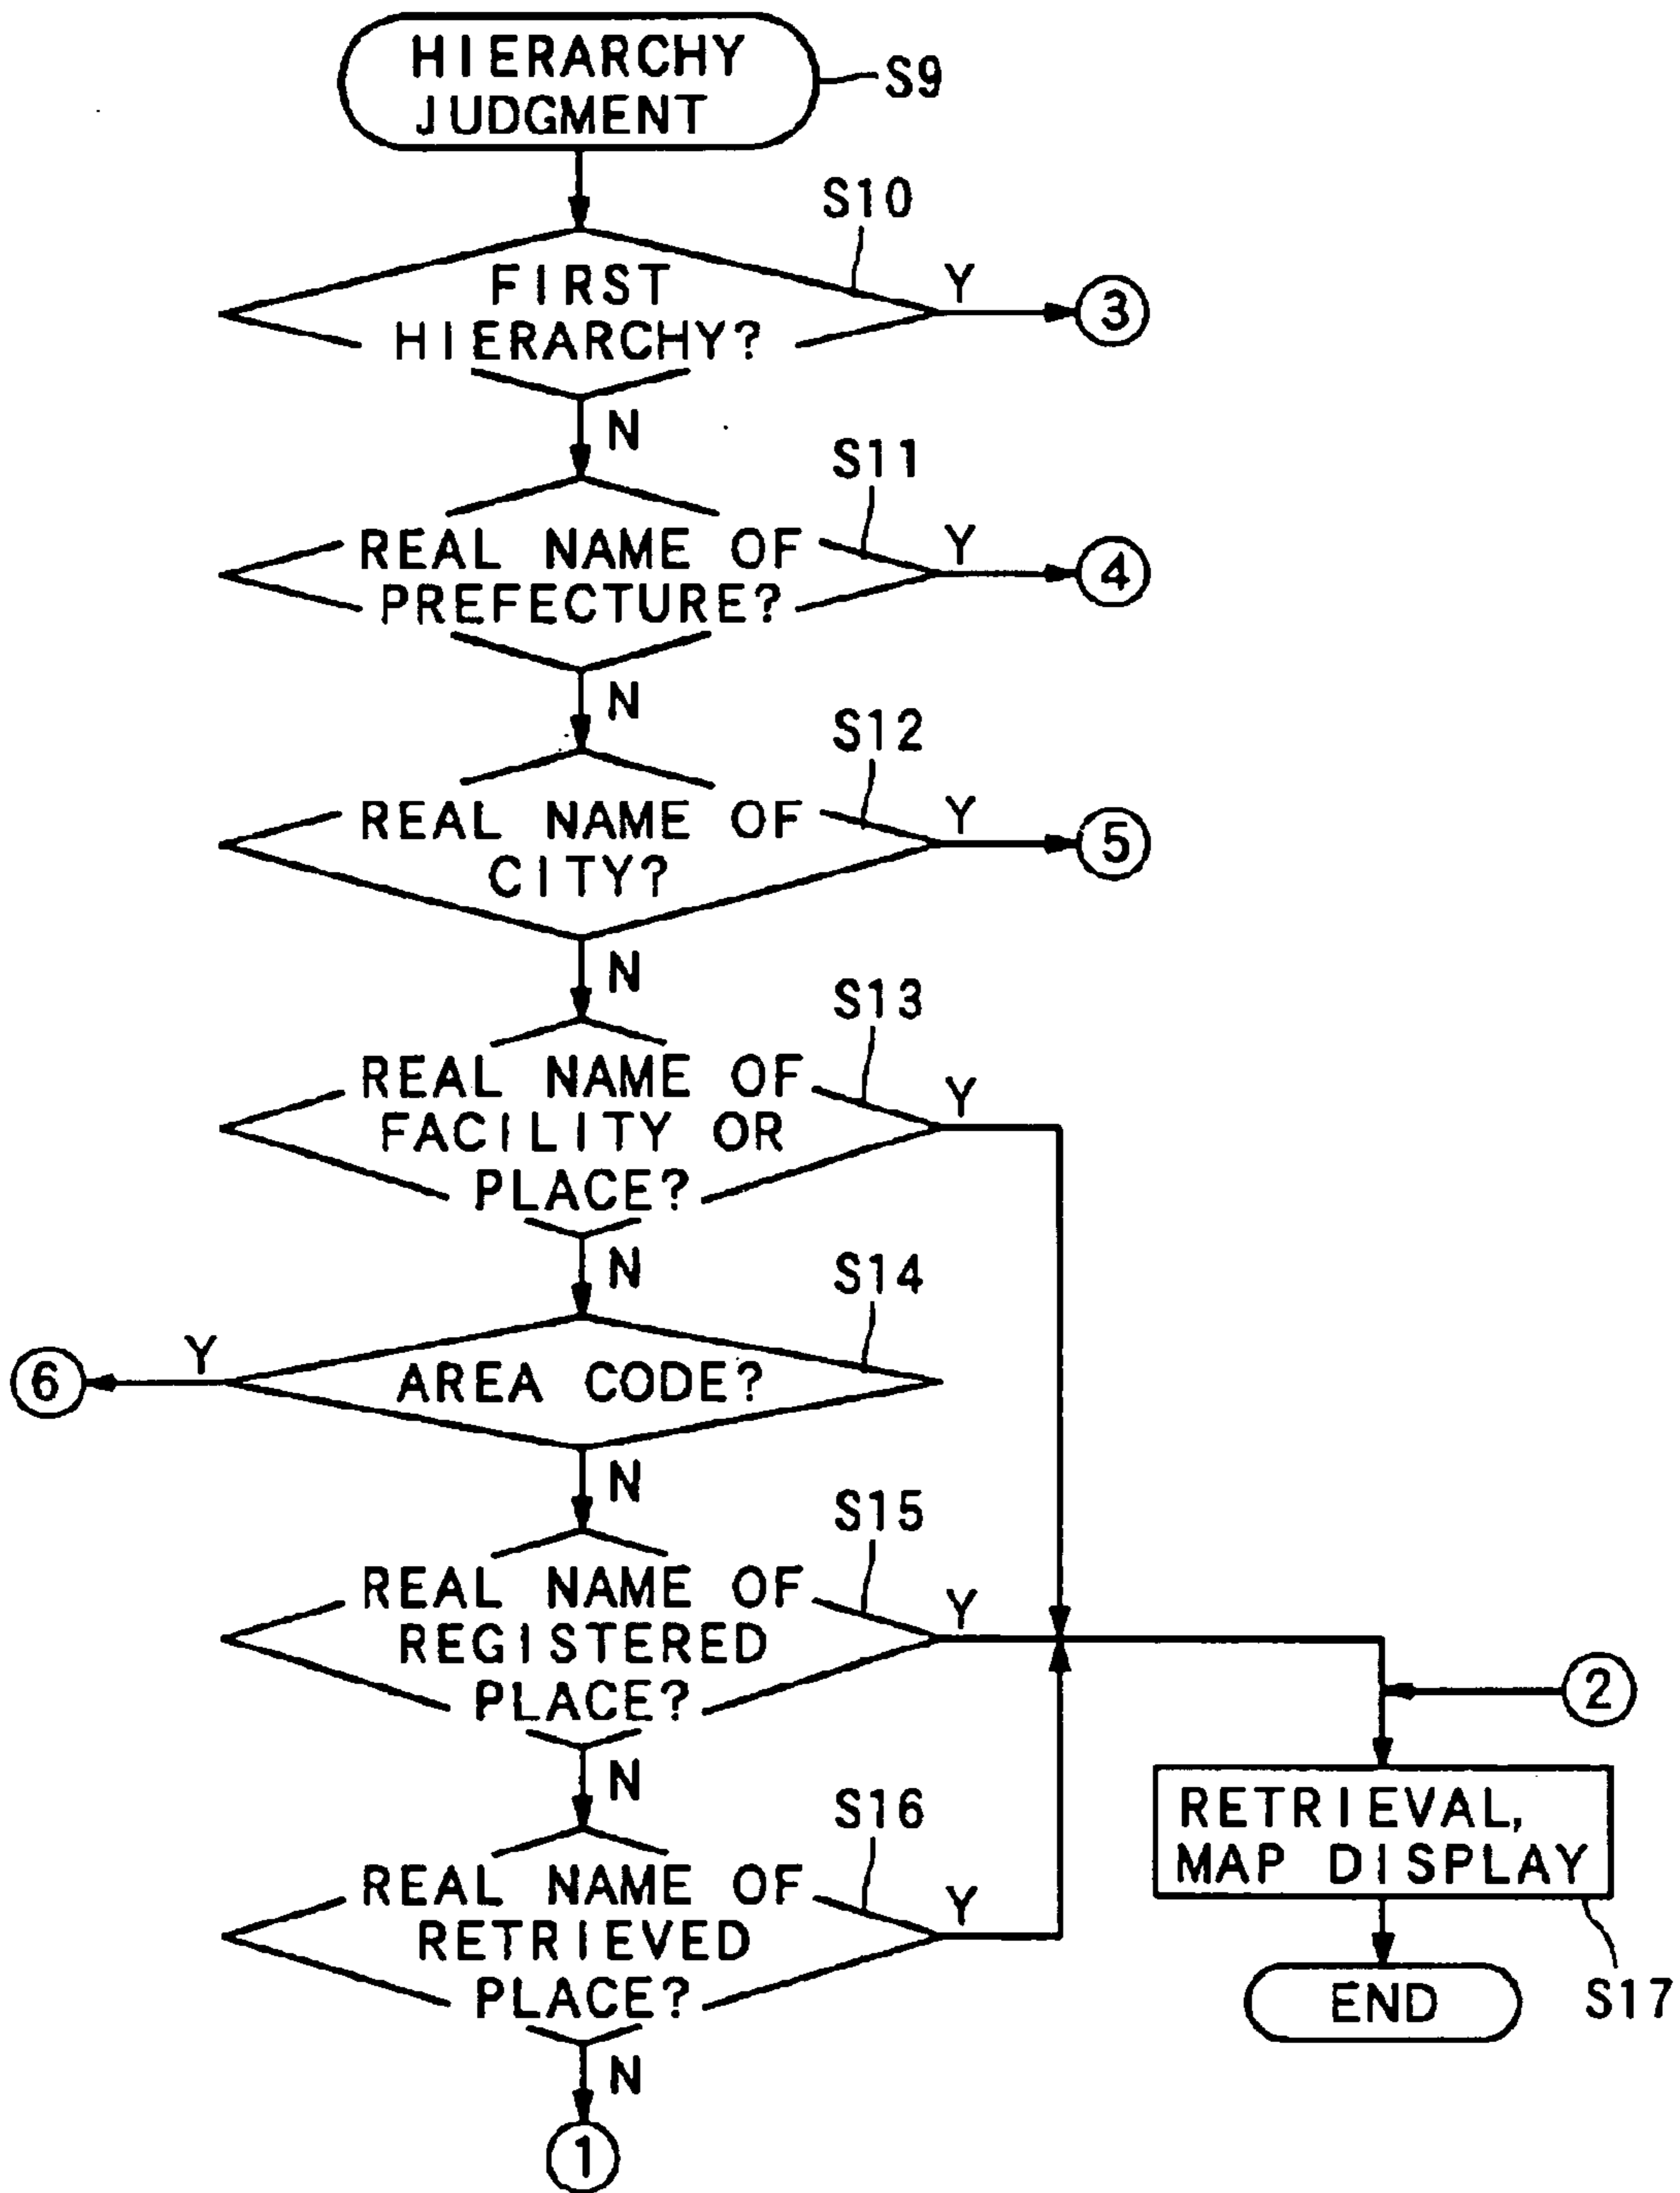 HIERARCHY
JUDGMENT
S9
S10
FIRST
HIERARCHY?
Y
3
N
S11
REAL NAME OF
PREFECTURE?
Y
4
N
S12
REAL NAME OF
CITY?
Y
5
N
S13
REAL NAME OF
FACILITY OR
PLACE?
Y
N
S14
AREA CODE?
Y
6
N
S15
REAL NAME OF
REGISTERED
PLACE?
Y
2
N
S16
REAL NAME OF
RETRIEVED
PLACE?
Y
RETRIEVAL,
MAP DISPLAY
S17
END
N
1